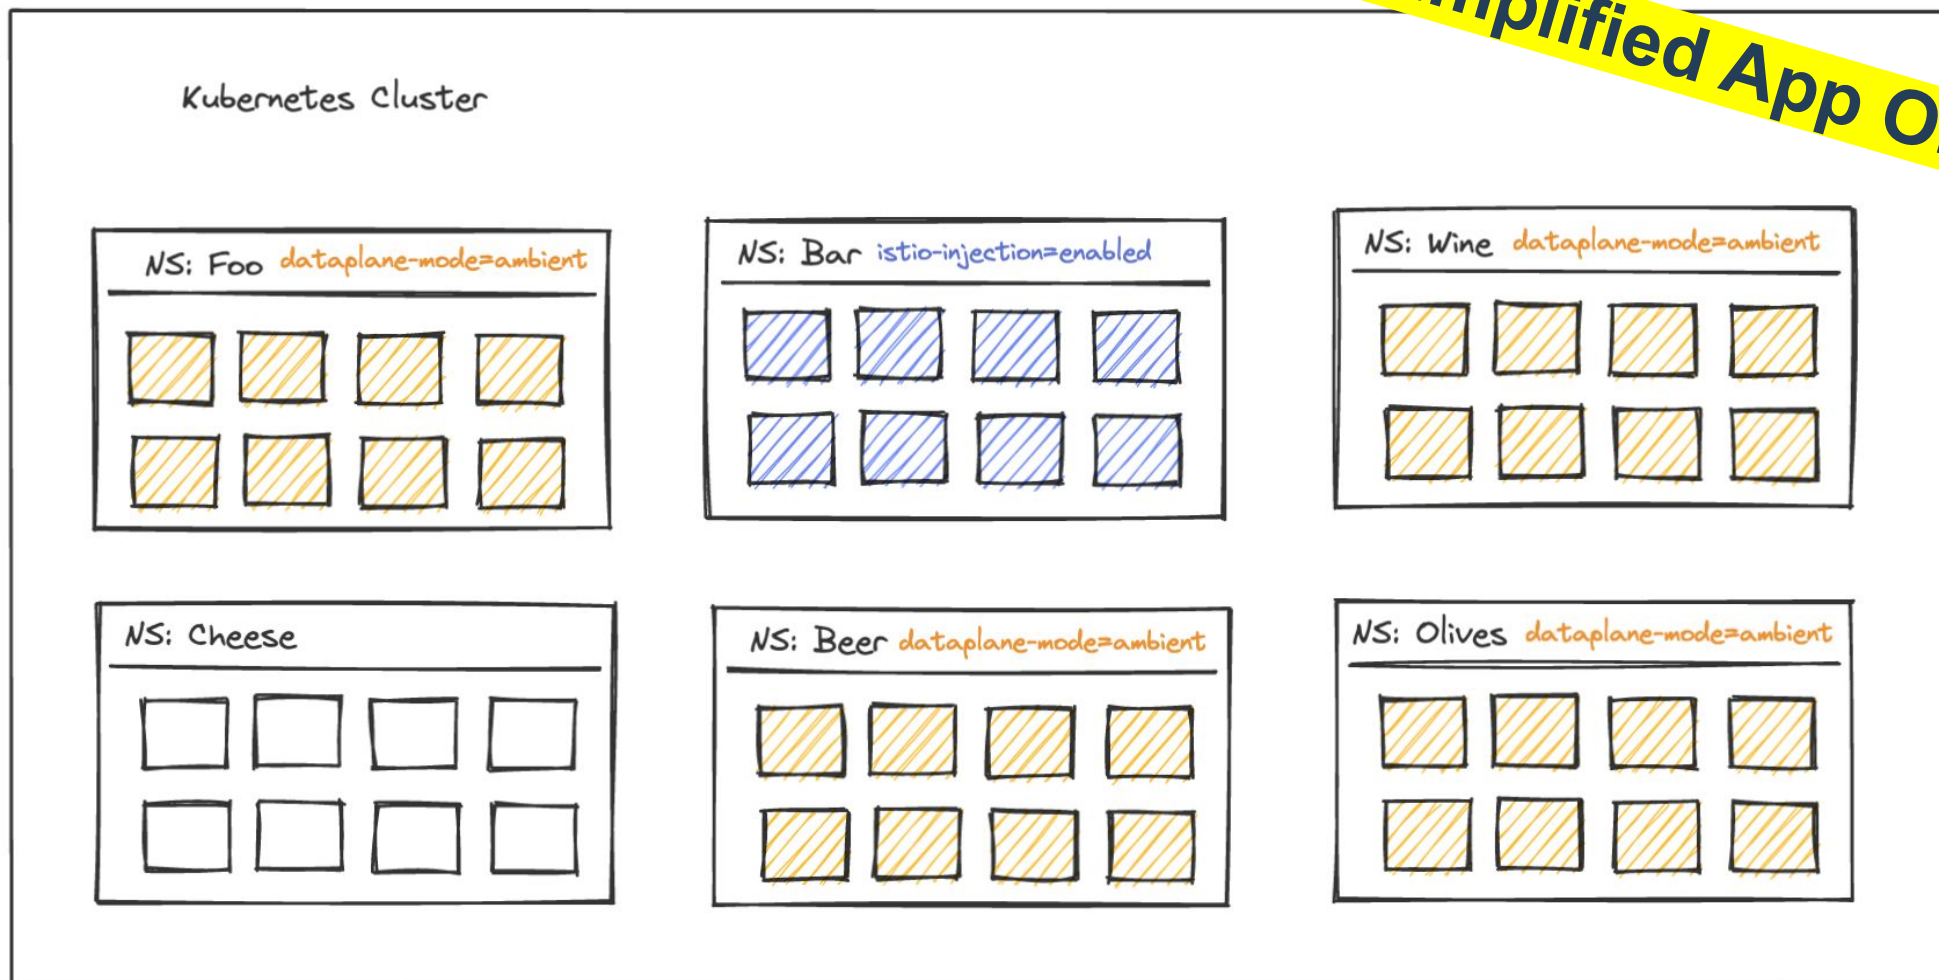 App
Kubernetes Cluster
NS: Foo dataplane-mode=ambient
NS: Bar istio-injection=enabled
NS: Wine dataplane-mode=ambient
NS: Cheese
NS: Beer dataplane-mode=ambient
NS: Olives dataplane-mode=ambient